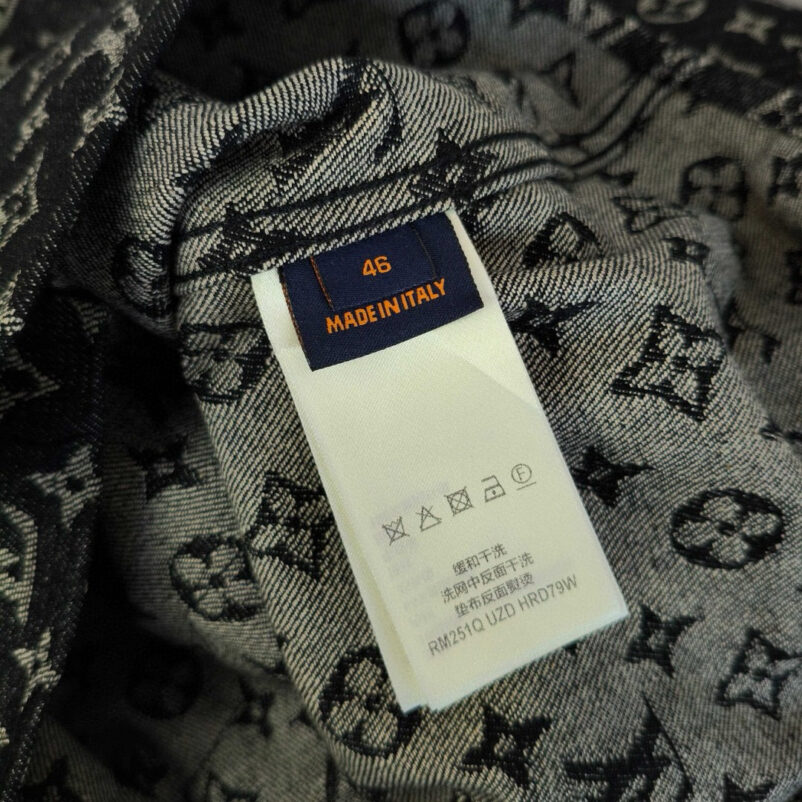 46
MADE IN ITALY
缓和干洗
洗网中反面干洗
垫布反面熨烫
RM251Q UZD HRD79W